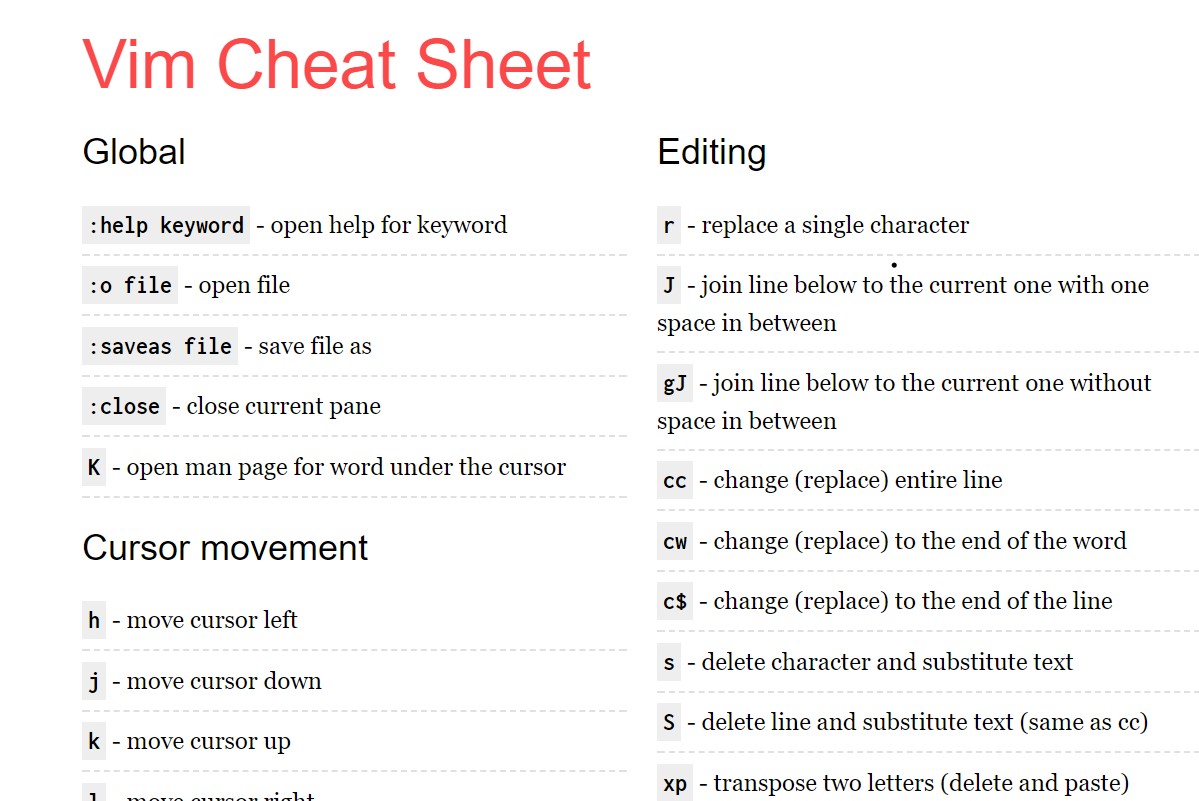 Vim Cheat Sheet
Global
:help keyword - open help for keyword
:o file - open file
:saveas file - save file as
:close - close current pane
K - open man page for word under the cursor
Cursor movement
h - move cursor left
j - move cursor down
k - move cursor up
l - move cursor right
Editing
r - replace a single character
J - join line below to the current one with one
space in between
gJ - join line below to the current one without
space in between
cc - change (replace) entire line
cw - change (replace) to the end of the word
c$ - change (replace) to the end of the line
s - delete character and substitute text
S - delete line and substitute text (same as cc)
xp - transpose two letters (delete and paste)